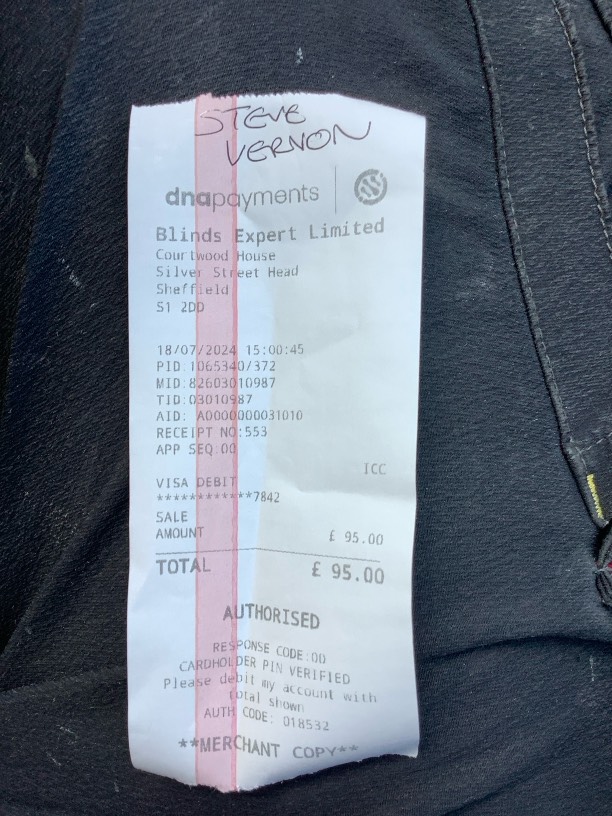 STEVE
VERNON
dnapayments
Blinds Expert Limited
Courtwood House
Silver Street Head
Sheffield
S1 2DD
18/07/2024 15:00:45
PID:1065340/372
MID:82603010987
TID:03010987
AID: A0000000031010
RECEIPT NO:553
APP SEQ.00
ICC
VISA DEBIT
************7842
SALE
AMOUNT £ 95.00
TOTAL £ 95.00
AUTHORISED
RESPONSE CODE:00
CARDHOLDER PIN VERIFIED
Please debit my account with
total shown
AUTH CODE: 018532
**MERCHANT COPY**